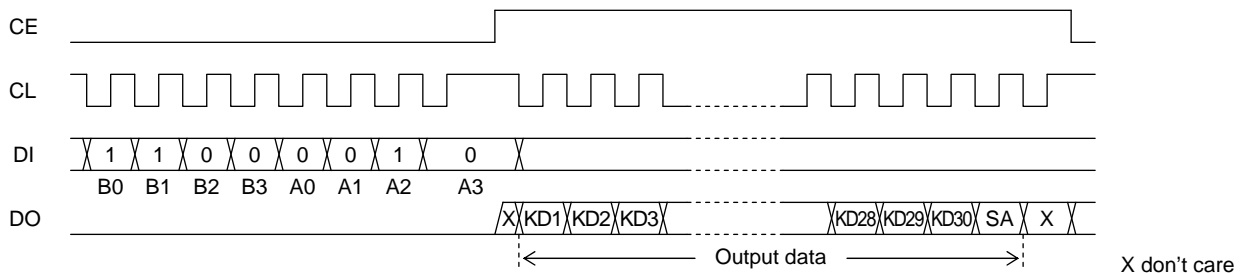 CE
CL
DI 1 1 0 0 0 0 1 0
B0 B1 B2 B3 A0 A1 A2 A3
DO X KD1 KD2 KD3 KD28 KD29 KD30 SA X
Output data
X don't care